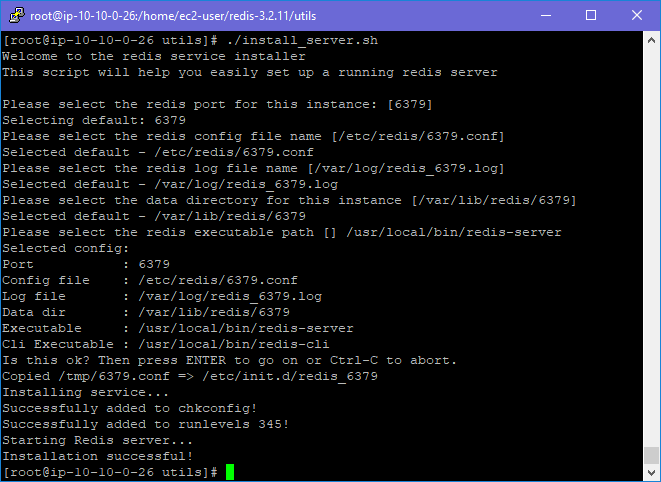 root@ip-10-10-0-26:/home/ec2-user/redis-3.2.11/utils
[root@ip-10-10-0-26 utils]# ./install_server.sh
Welcome to the redis service installer
This script will help you easily set up a running redis server
Please select the redis port for this instance: [6379]
Selecting default: 6379
Please select the redis config file name [/etc/redis/6379.conf]
Selected default - /etc/redis/6379.conf
Please select the redis log file name [/var/log/redis_6379.log]
Selected default - /var/log/redis_6379.log
Please select the data directory for this instance [/var/lib/redis/6379]
Selected default - /var/lib/redis/6379
Please select the redis executable path [] /usr/local/bin/redis-server
Selected config:
Port           : 6379
Config file    : /etc/redis/6379.conf
Log file       : /var/log/redis_6379.log
Data dir       : /var/lib/redis/6379
Executable     : /usr/local/bin/redis-server
Cli Executable : /usr/local/bin/redis-cli
Is this ok? Then press ENTER to go on or Ctrl-C to abort.
Copied /tmp/6379.conf => /etc/init.d/redis_6379
Installing service...
Successfully added to chkconfig!
Successfully added to runlevels 345!
Starting Redis server...
Installation successful!
[root@ip-10-10-0-26 utils]#